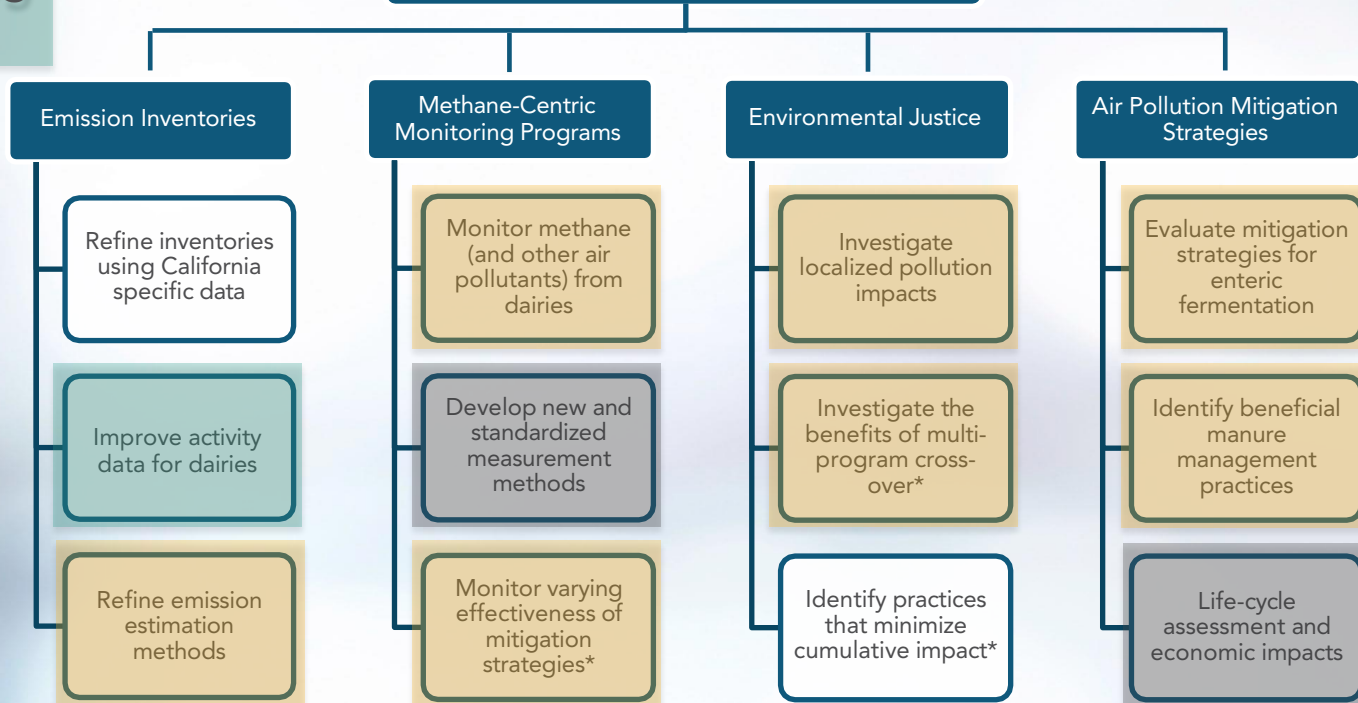 Emission Inventories
Refine inventories
using California
specific data
Improve activity
data for dairies
Refine emission
estimation
methods
Methane-Centric
Monitoring Programs
Monitor methane
(and other air
pollutants) from
dairies
Develop new and
standardized
measurement
methods
Monitor varying
effectiveness of
mitigation
strategies*
Environmental Justice
Investigate
localized pollution
impacts
Investigate the
benefits of multi-
program cross-
over*
Identify practices
that minimize
cumulative impact*
Air Pollution Mitigation
Strategies
Evaluate mitigation
strategies for
enteric
fermentation
Identify beneficial
manure
management
practices
Life-cycle
assessment and
economic impacts